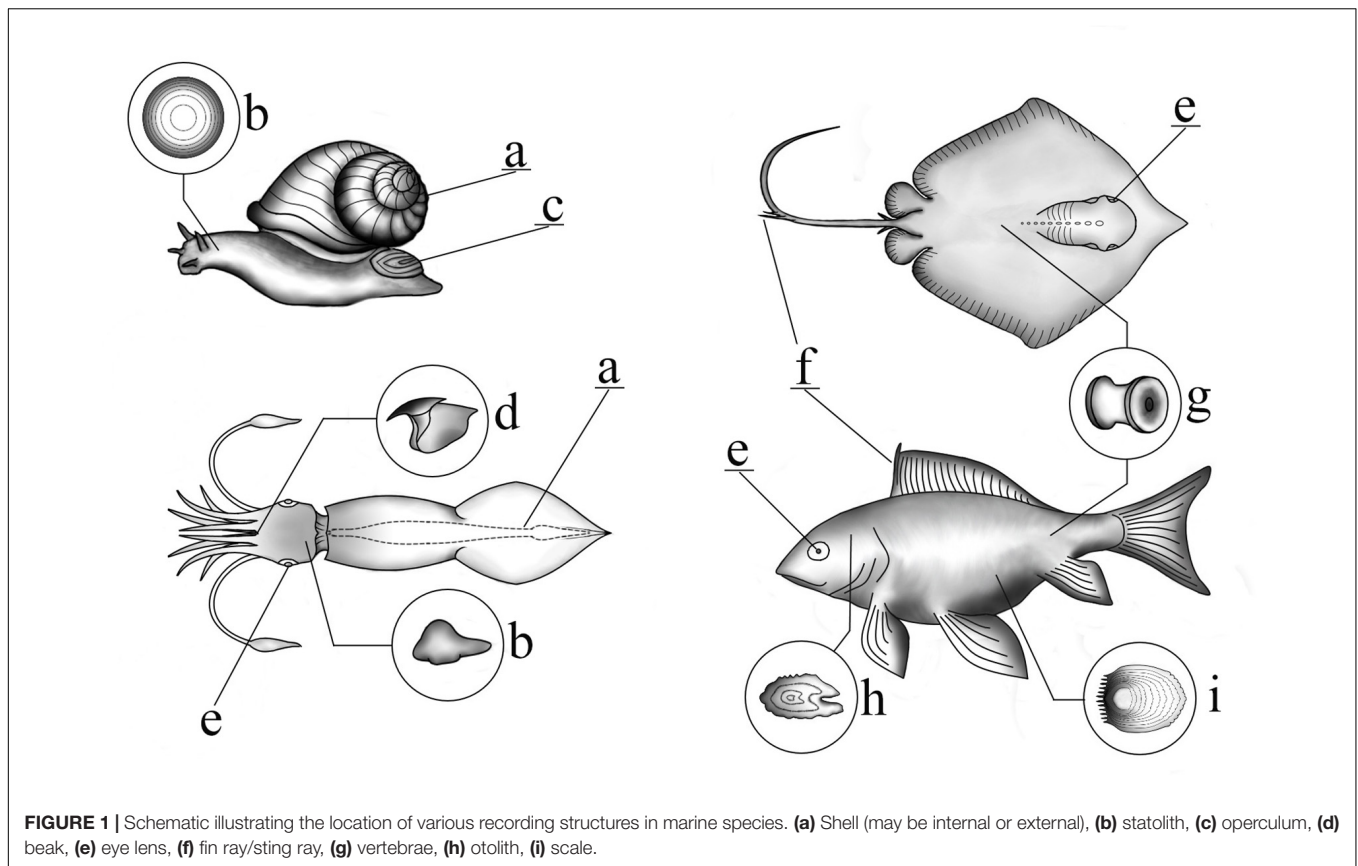 b
a
c
e
f
g
d
a
e
b
e
h
i
FIGURE 1 | Schematic illustrating the location of various recording structures in marine species. (a) Shell (may be internal or external), (b) statolith, (c) operculum, (d)
beak, (e) eye lens, (f) fin ray/sting ray, (g) vertebrae, (h) otolith, (i) scale.